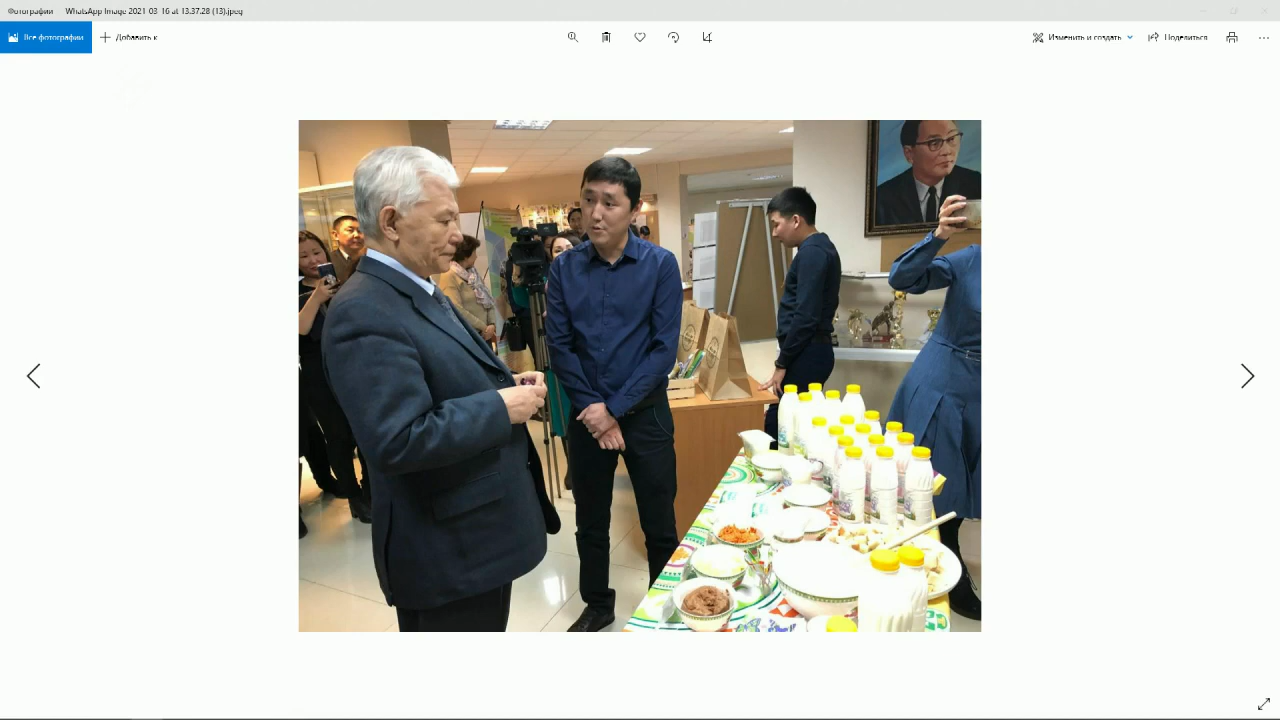 Фотографии
WhatsApp Image 2021-03-16 at 13.37.28 (13).jpeg
Все фотографии
Добавить к
Изменить и создать
Поделиться